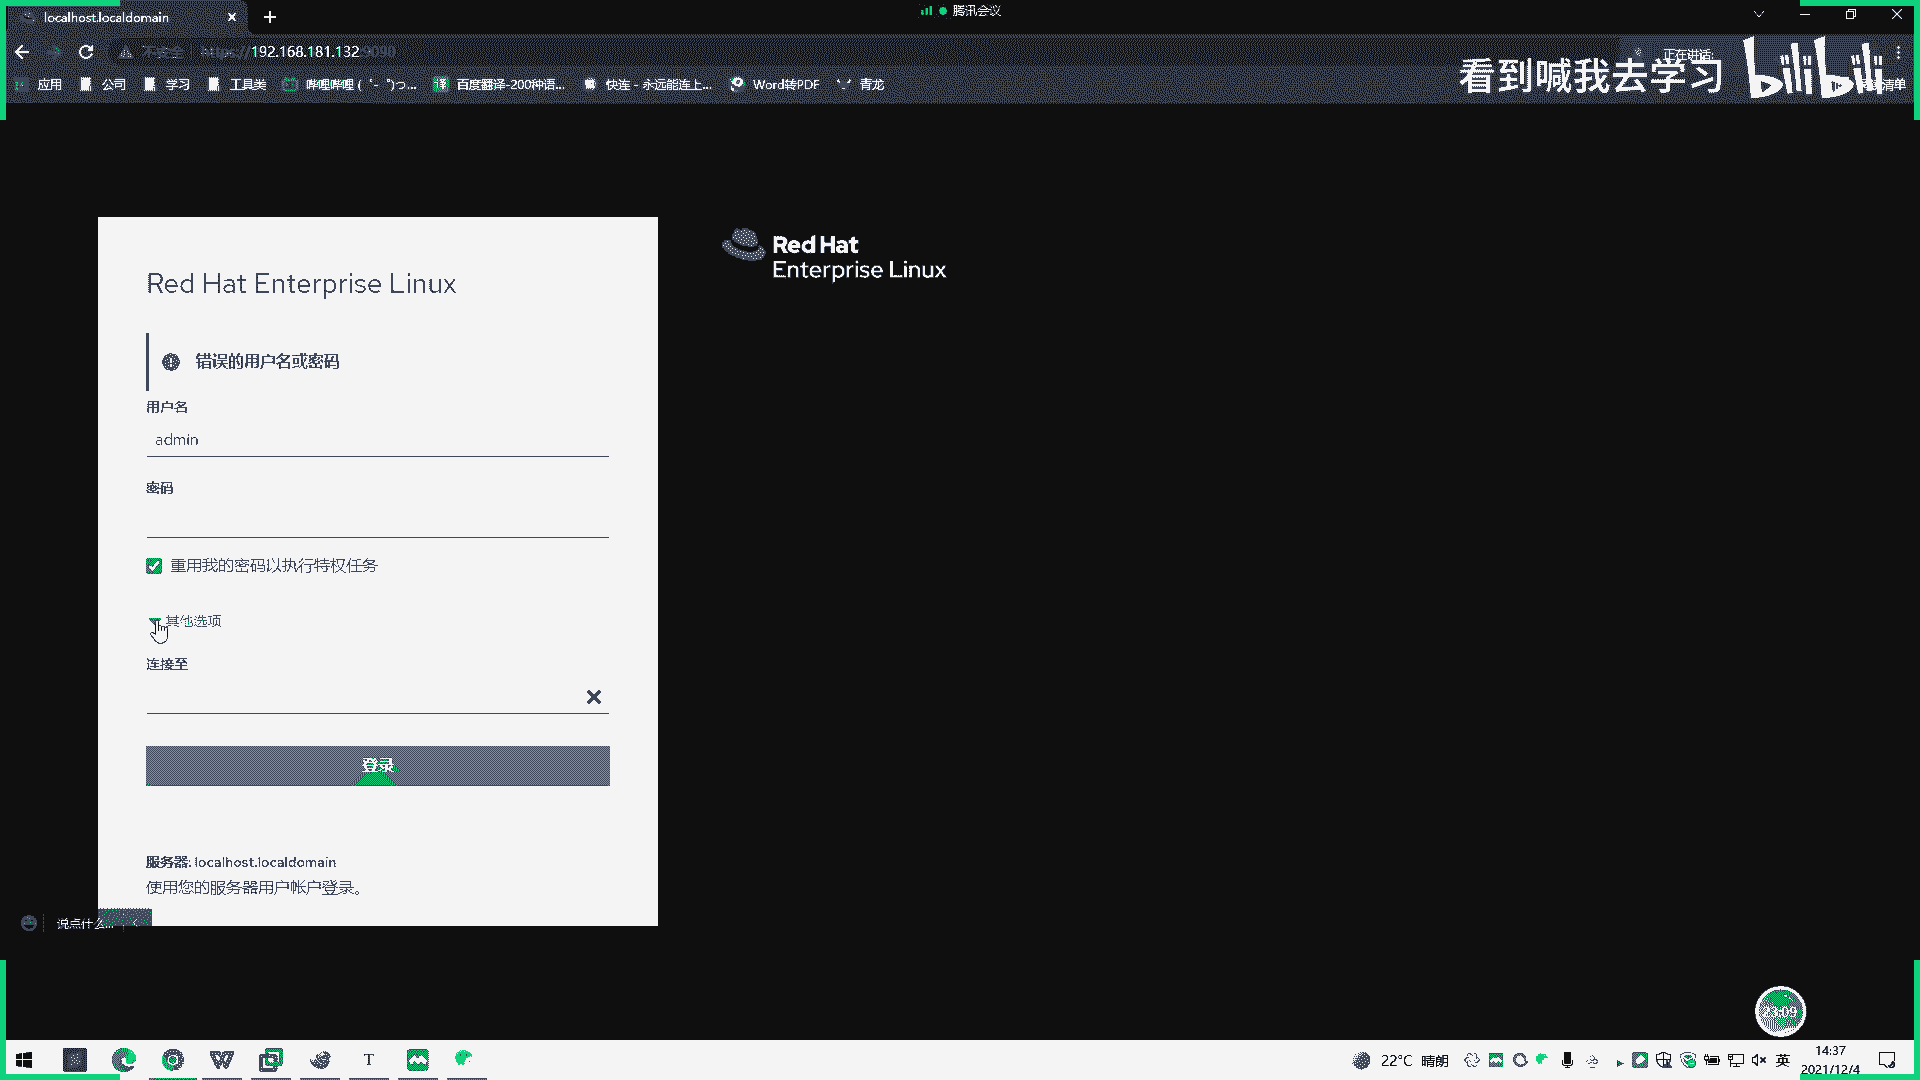 localhost.localdomain
腾讯会议
不安全 https://192.168.181.132:9090
正在讲话:
应用 公司 学习 工具类 哔哩哔哩 ( ゜- ゜)つ... 百度翻译-200种语... 快连 - 永远能连上... Word转PDF 青龙
看到喊我去学习 bilibili
清单
Red Hat
Enterprise Linux
Red Hat Enterprise Linux
错误的用户名或密码
用户名
admin
密码
重用我的密码以执行特权任务
其他选项
连接至
登录
服务器: localhost.localdomain
使用您的服务器用户帐户登录。
说点什么...
23:09
22°C 晴朗
英
14:37
2021/12/4